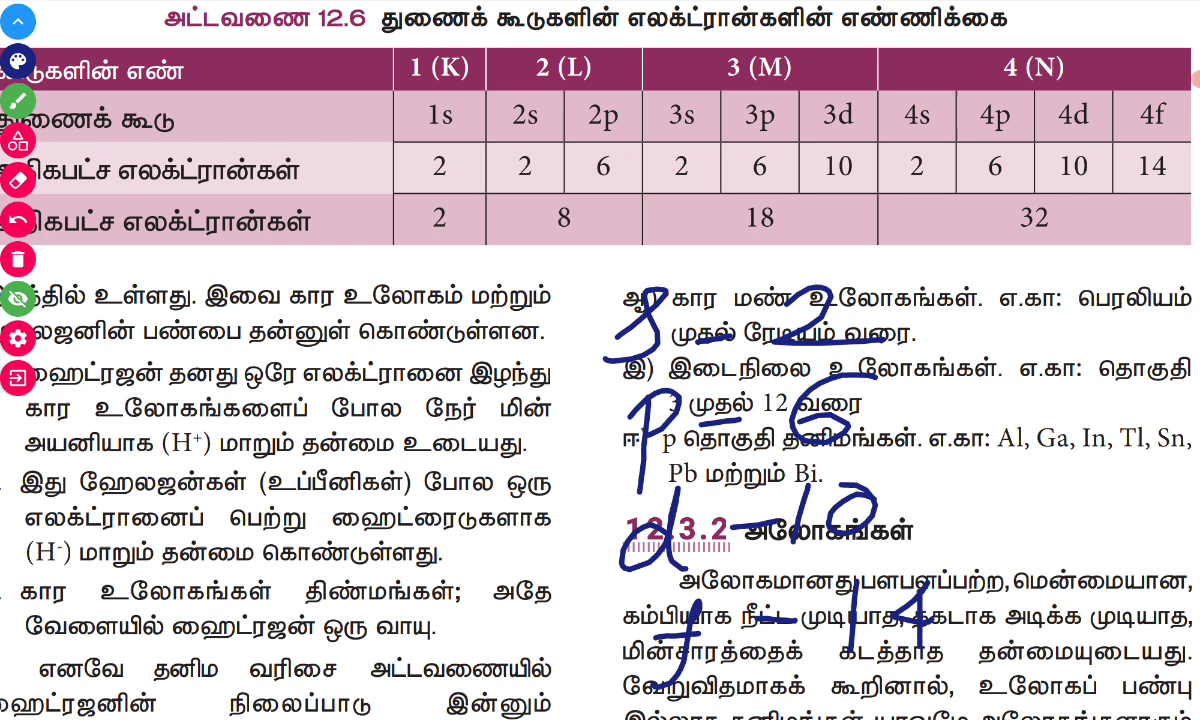 அட்டவணை 12.6 துணைக் கூடுகளின் எலக்ட்ரான்களின் எண்ணிக்கை
கூடுகளின் எண் 1 (K) 2 (L) 3 (M) 4 (N)
துணைக் கூடு 1s 2s 2p 3s 3p 3d 4s 4p 4d 4f
அதிகபட்ச எலக்ட்ரான்கள் 2 2 6 2 6 10 2 6 10 14
அதிகபட்ச எலக்ட்ரான்கள் 2 8 18 32
உள்ளது. இவை கார உலோகம் மற்றும்
பண்பை தன்னுள் கொண்டுள்ளன.
ஹைட்ரஜன் தனது ஒரே எலக்ட்ரானை இழந்து
கார உலோகங்களைப் போல நேர் மின்
அயனியாக (H⁺) மாறும் தன்மை உடையது.
இது ஹேலஜன்கள் (உப்பீனிகள்) போல ஒரு
எலக்ட்ரானைப் பெற்று ஹைட்ரைடுகளாக
(H⁻) மாறும் தன்மை கொண்டுள்ளது.
கார உலோகங்கள் திண்மங்கள்; அதே
வேளையில் ஹைட்ரஜன் ஒரு வாயு.
எனவே தனிம வரிசை அட்டவணையில்
ஹைட்ரஜனின் நிலைப்பாடு இன்னும்
ஆ) கார மண் உலோகங்கள். எ.கா: பெரலியம்
முதல் ரேடியம் வரை.
இ) இடைநிலை உலோகங்கள். எ.கா: தொகுதி
3 முதல் 12 வரை
ஈ) p தொகுதி தனிமங்கள். எ.கா: Al, Ga, In, Tl, Sn,
Pb மற்றும் Bi.
12.3.2 அலோகங்கள்
அலோகமானது பளபளப்பற்ற, மென்மையான,
கம்பியாக நீட்ட முடியாத, தகடாக அடிக்க முடியாத,
மின்சாரத்தைக் கடத்தாத தன்மையுடையது.
வேறுவிதமாகக் கூறினால், உலோகப் பண்பு
இல்லாத தனிமங்கள் யாவுமே அலோகங்களாகும்
s - 2
p - 6
d - 10
f - 14